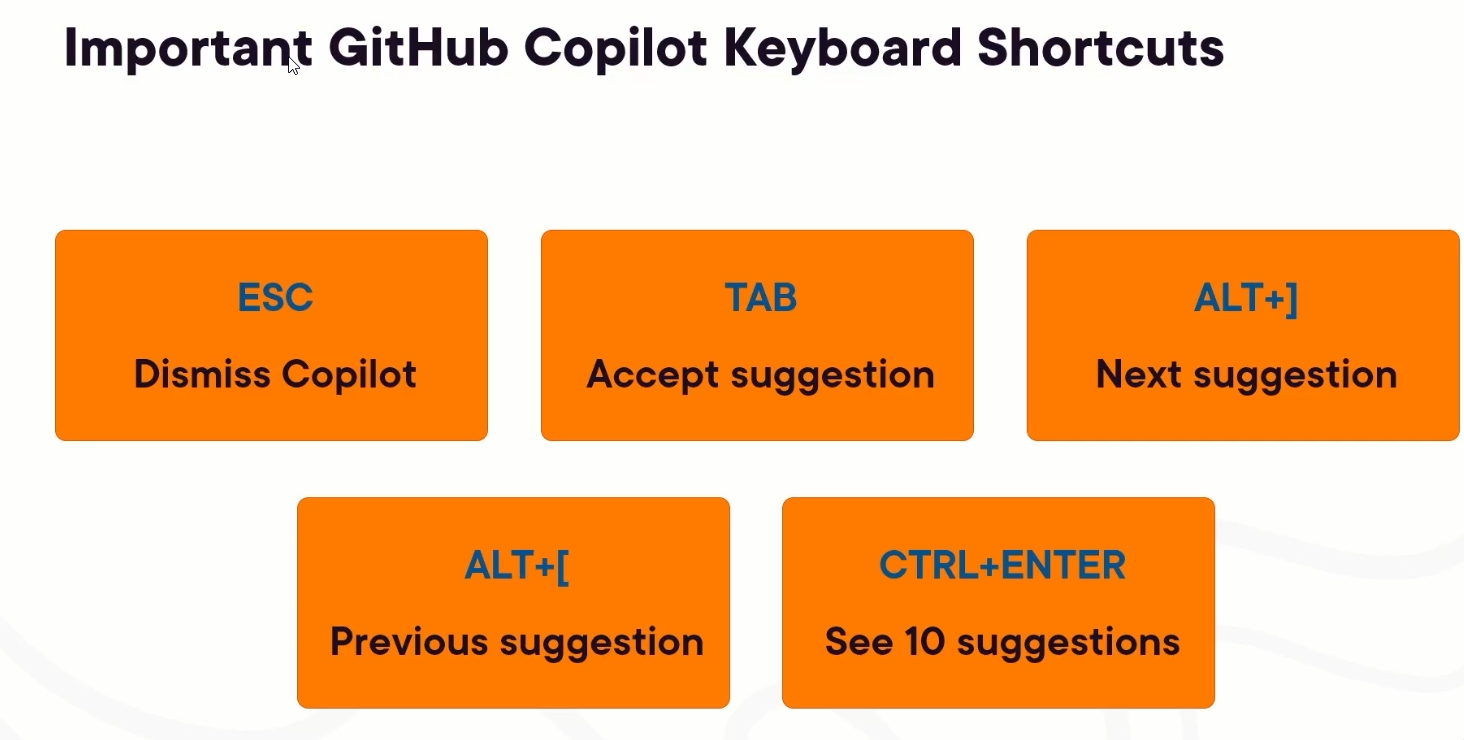 Important GitHub Copilot Keyboard Shortcuts
ESC
Dismiss Copilot
TAB
Accept suggestion
ALT+]
Next suggestion
ALT+[
Previous suggestion
CTRL+ENTER
See 10 suggestions